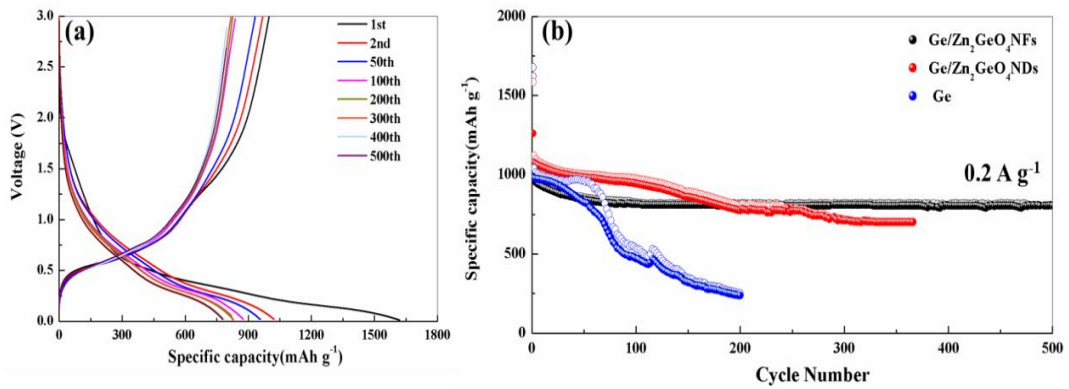 (a)
1st
2nd
50th
100th
200th
300th
400th
500th
Voltage (V)
3.0
2.5
2.0
1.5
1.0
0.5
0.0
0 300 600 900 1200 1500 1800
Specific capacity(mAh g⁻¹)
(b)
Ge/Zn₂GeO₄NFs
Ge/Zn₂GeO₄NDs
Ge
0.2 A g⁻¹
Specific capacity(mAh g⁻¹)
2000
1500
1000
500
0
0 100 200 300 400 500
Cycle Number